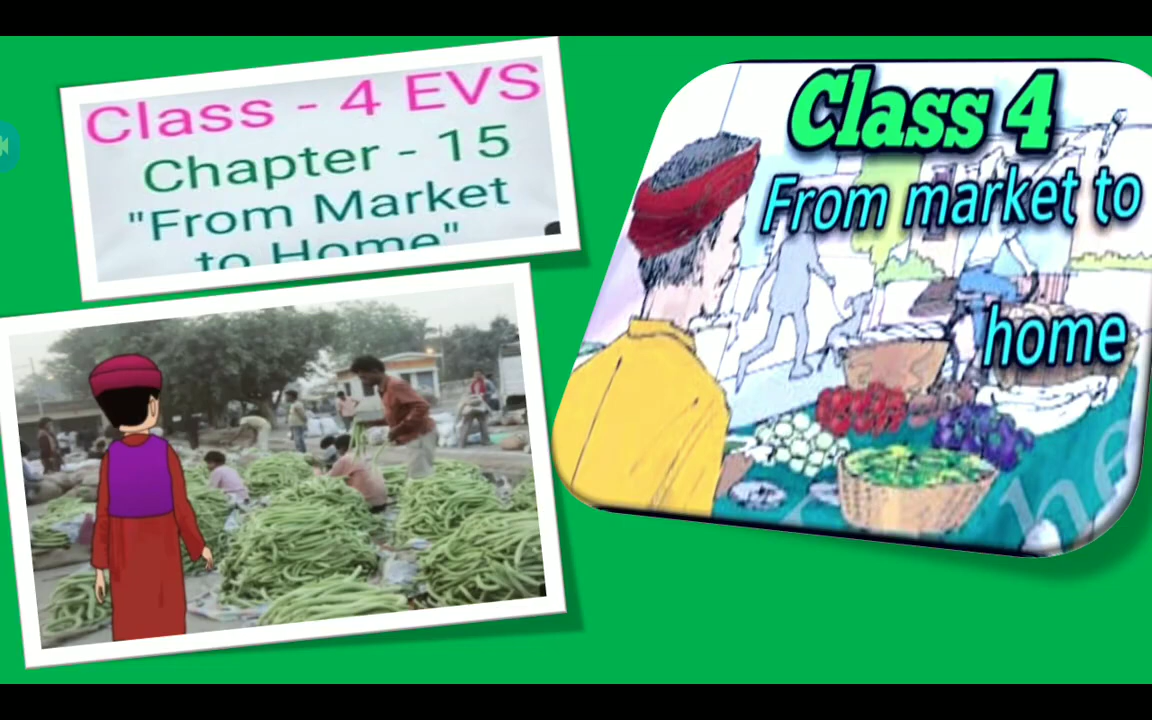 Class - 4 EVS
Chapter - 15
"From Market
to Home"
Class 4
From market to
home